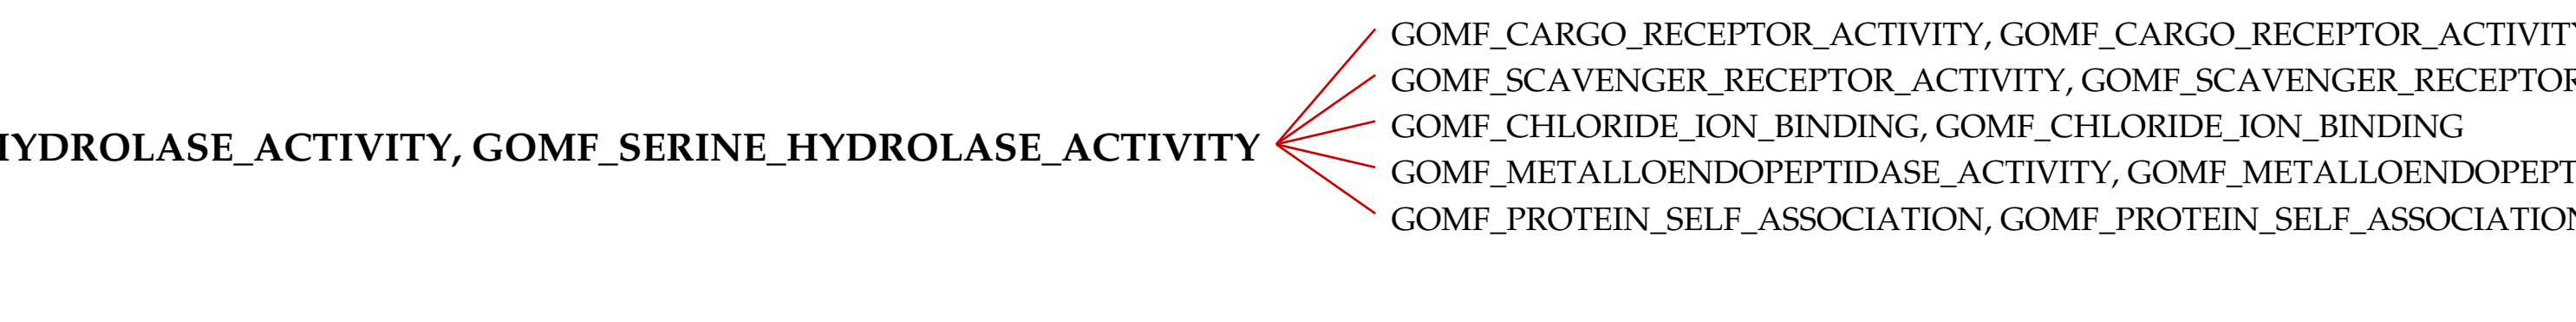 GOMF_CARGO_RECEPTOR_ACTIVITY, GOMF_CARGO_RECEPTOR_ACTIVITY
GOMF_SCAVENGER_RECEPTOR_ACTIVITY, GOMF_SCAVENGER_RECEPTOR
GOMF_CHLORIDE_ION_BINDING, GOMF_CHLORIDE_ION_BINDING
HYDROLASE_ACTIVITY, GOMF_SERINE_HYDROLASE_ACTIVITY
GOMF_METALLOENDOPEPTIDASE_ACTIVITY, GOMF_METALLOENDOPEPT
GOMF_PROTEIN_SELF_ASSOCIATION, GOMF_PROTEIN_SELF_ASSOCIATION